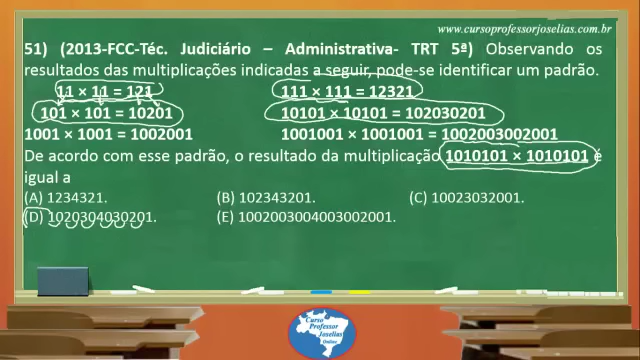 www.cursoprofessorjoselias.com.br
51) (2013-FCC-Téc. Judiciário – Administrativa- TRT 5ª) Observando os
resultados das multiplicações indicadas a seguir, pode-se identificar um padrão.
11 × 11 = 121 111 × 111 = 12321
101 × 101 = 10201 10101 × 10101 = 102030201
1001 × 1001 = 1002001 1001001 × 1001001 = 1002003002001
De acordo com esse padrão, o resultado da multiplicação 1010101 × 1010101 é
igual a
(A) 1234321. (B) 102343201. (C) 10023032001.
(D) 1020304030201. (E) 1002003004003002001.
Curso
Professor
Joselias
Online